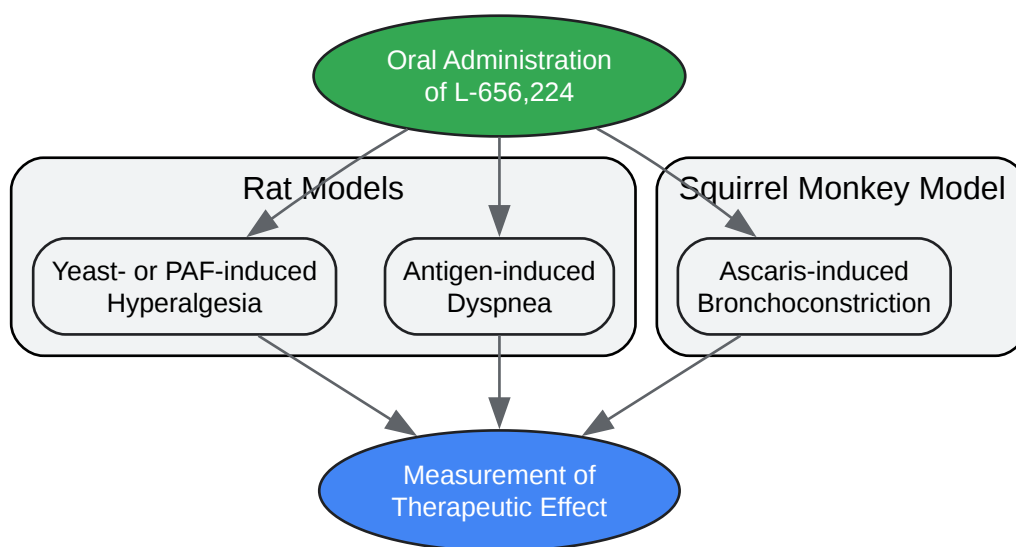 Oral Administration
of L-656,224
Rat Models
Squirrel Monkey Model
Yeast- or PAF-induced
Hyperalgesia
Antigen-induced
Dyspnea
Ascaris-induced
Bronchoconstriction
Measurement of
Therapeutic Effect